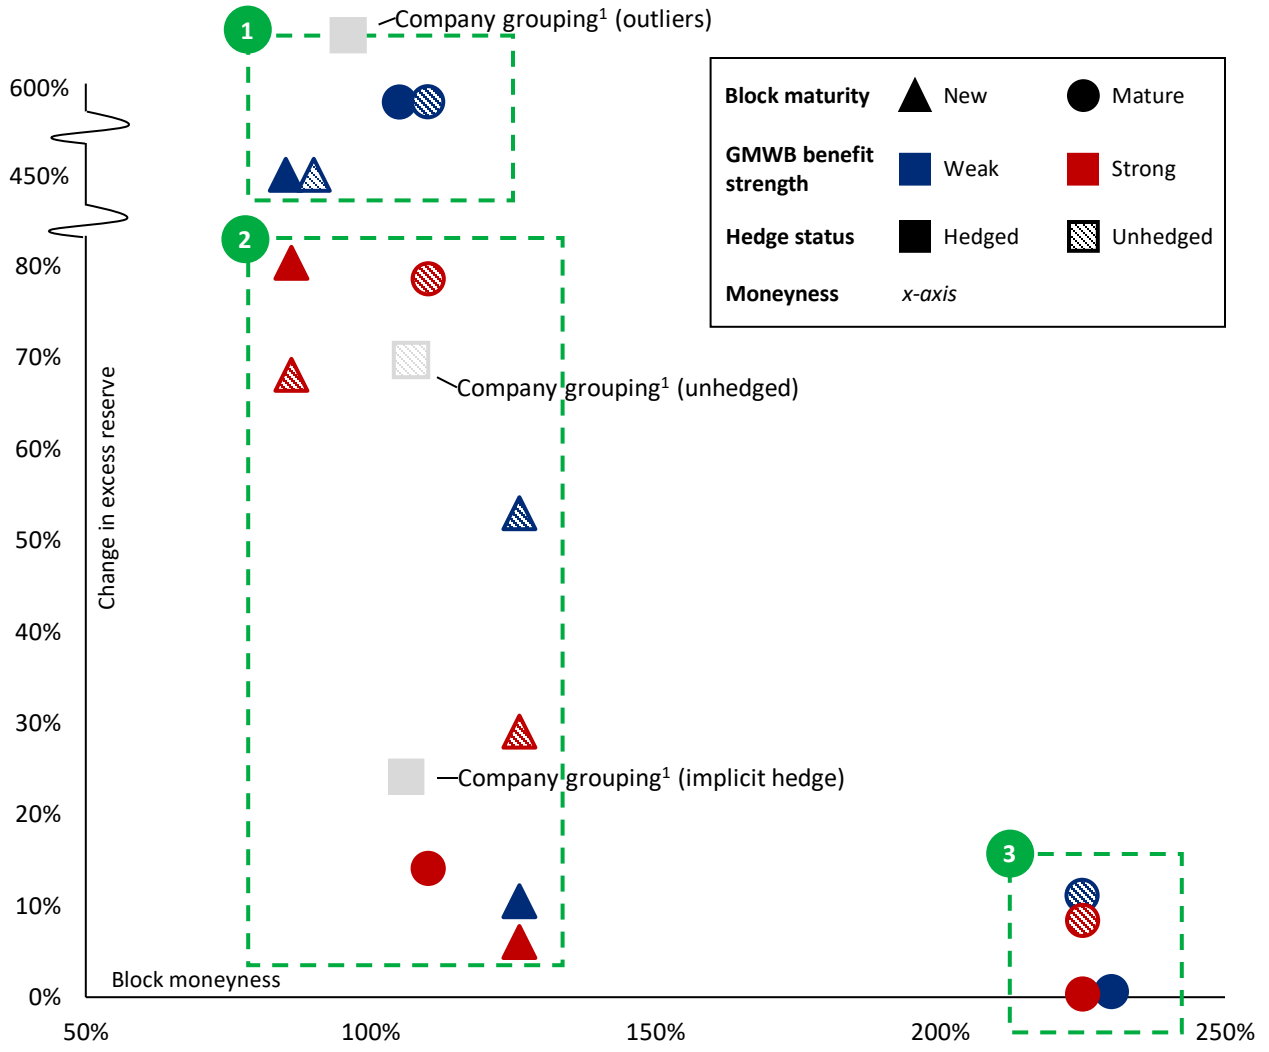 1
Company grouping¹ (outliers)
600%
450%
Block maturity
New
Mature
GMWB benefit
strength
Weak
Strong
Hedge status
Hedged
Unhedged
Moneyness
x-axis
2
80%
70%
Company grouping¹ (unhedged)
60%
50%
Change in excess reserve
40%
30%
Company grouping¹ (implicit hedge)
20%
3
10%
Block moneyness
0%
50%
100%
150%
200%
250%